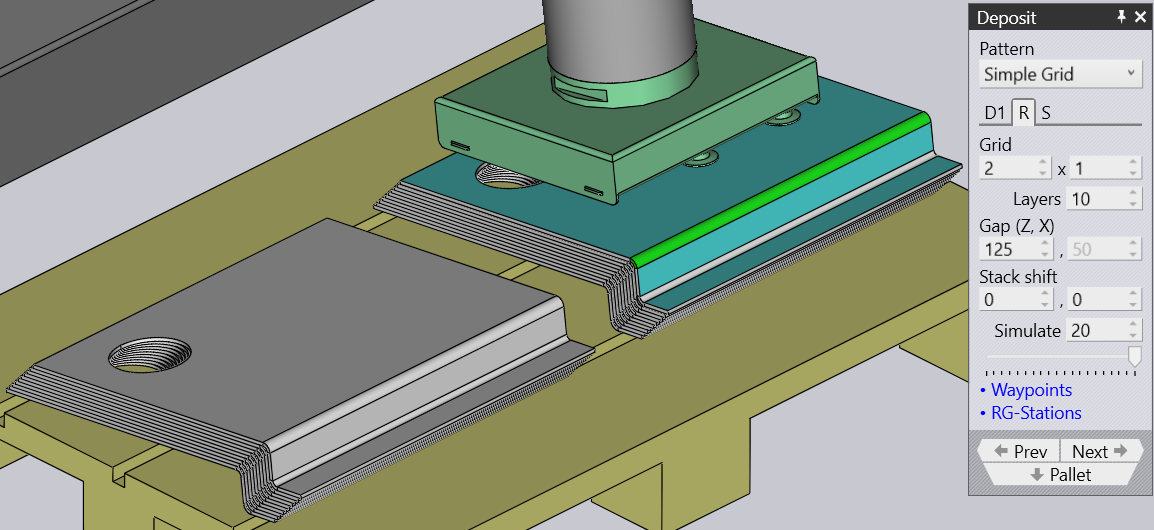 Deposit
Pattern
Simple Grid
D1 R S
Grid
2 x 1
Layers 10
Gap (Z, X)
125 , 50
Stack shift
0 , 0
Simulate 20
• Waypoints
• RG-Stations
Prev Next
Pallet